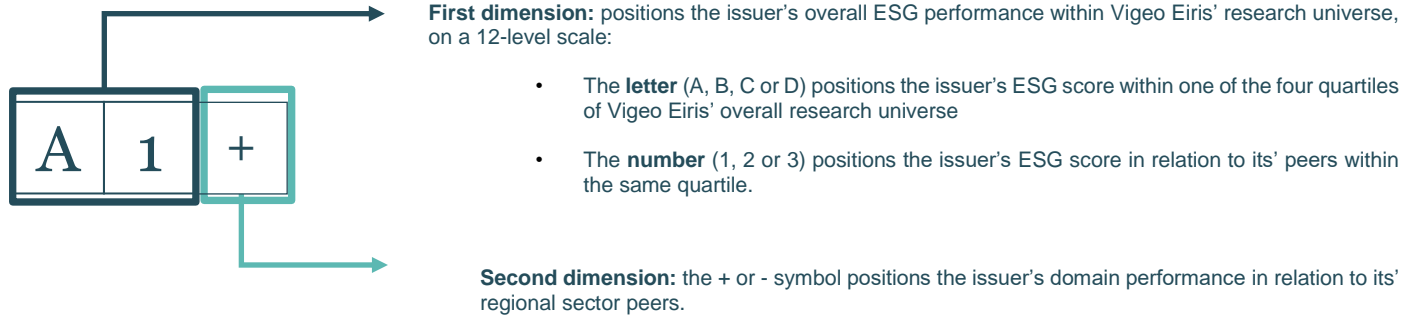 First dimension: positions the issuer's overall ESG performance within Vigeo Eiris' research universe,
on a 12-level scale:
• The letter (A, B, C or D) positions the issuer's ESG score within one of the four quartiles
of Vigeo Eiris' overall research universe
A 1 +
• The number (1, 2 or 3) positions the issuer's ESG score in relation to its' peers within
the same quartile.
Second dimension: the + or - symbol positions the issuer's domain performance in relation to its'
regional sector peers.